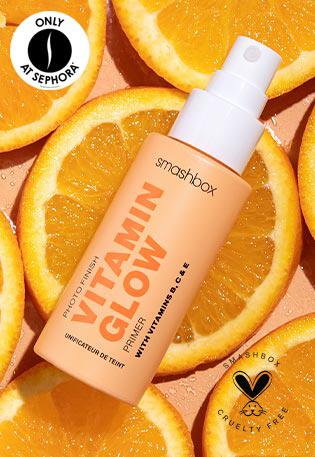 ONLY
AT SEPHORA
smashbox
PHOTO FINISH
VITAMIN
GLOW
PRIMER
WITH VITAMINS B, C & E
UNIFICATEUR DE TEINT
SMASHBOX
CRUELTY FREE